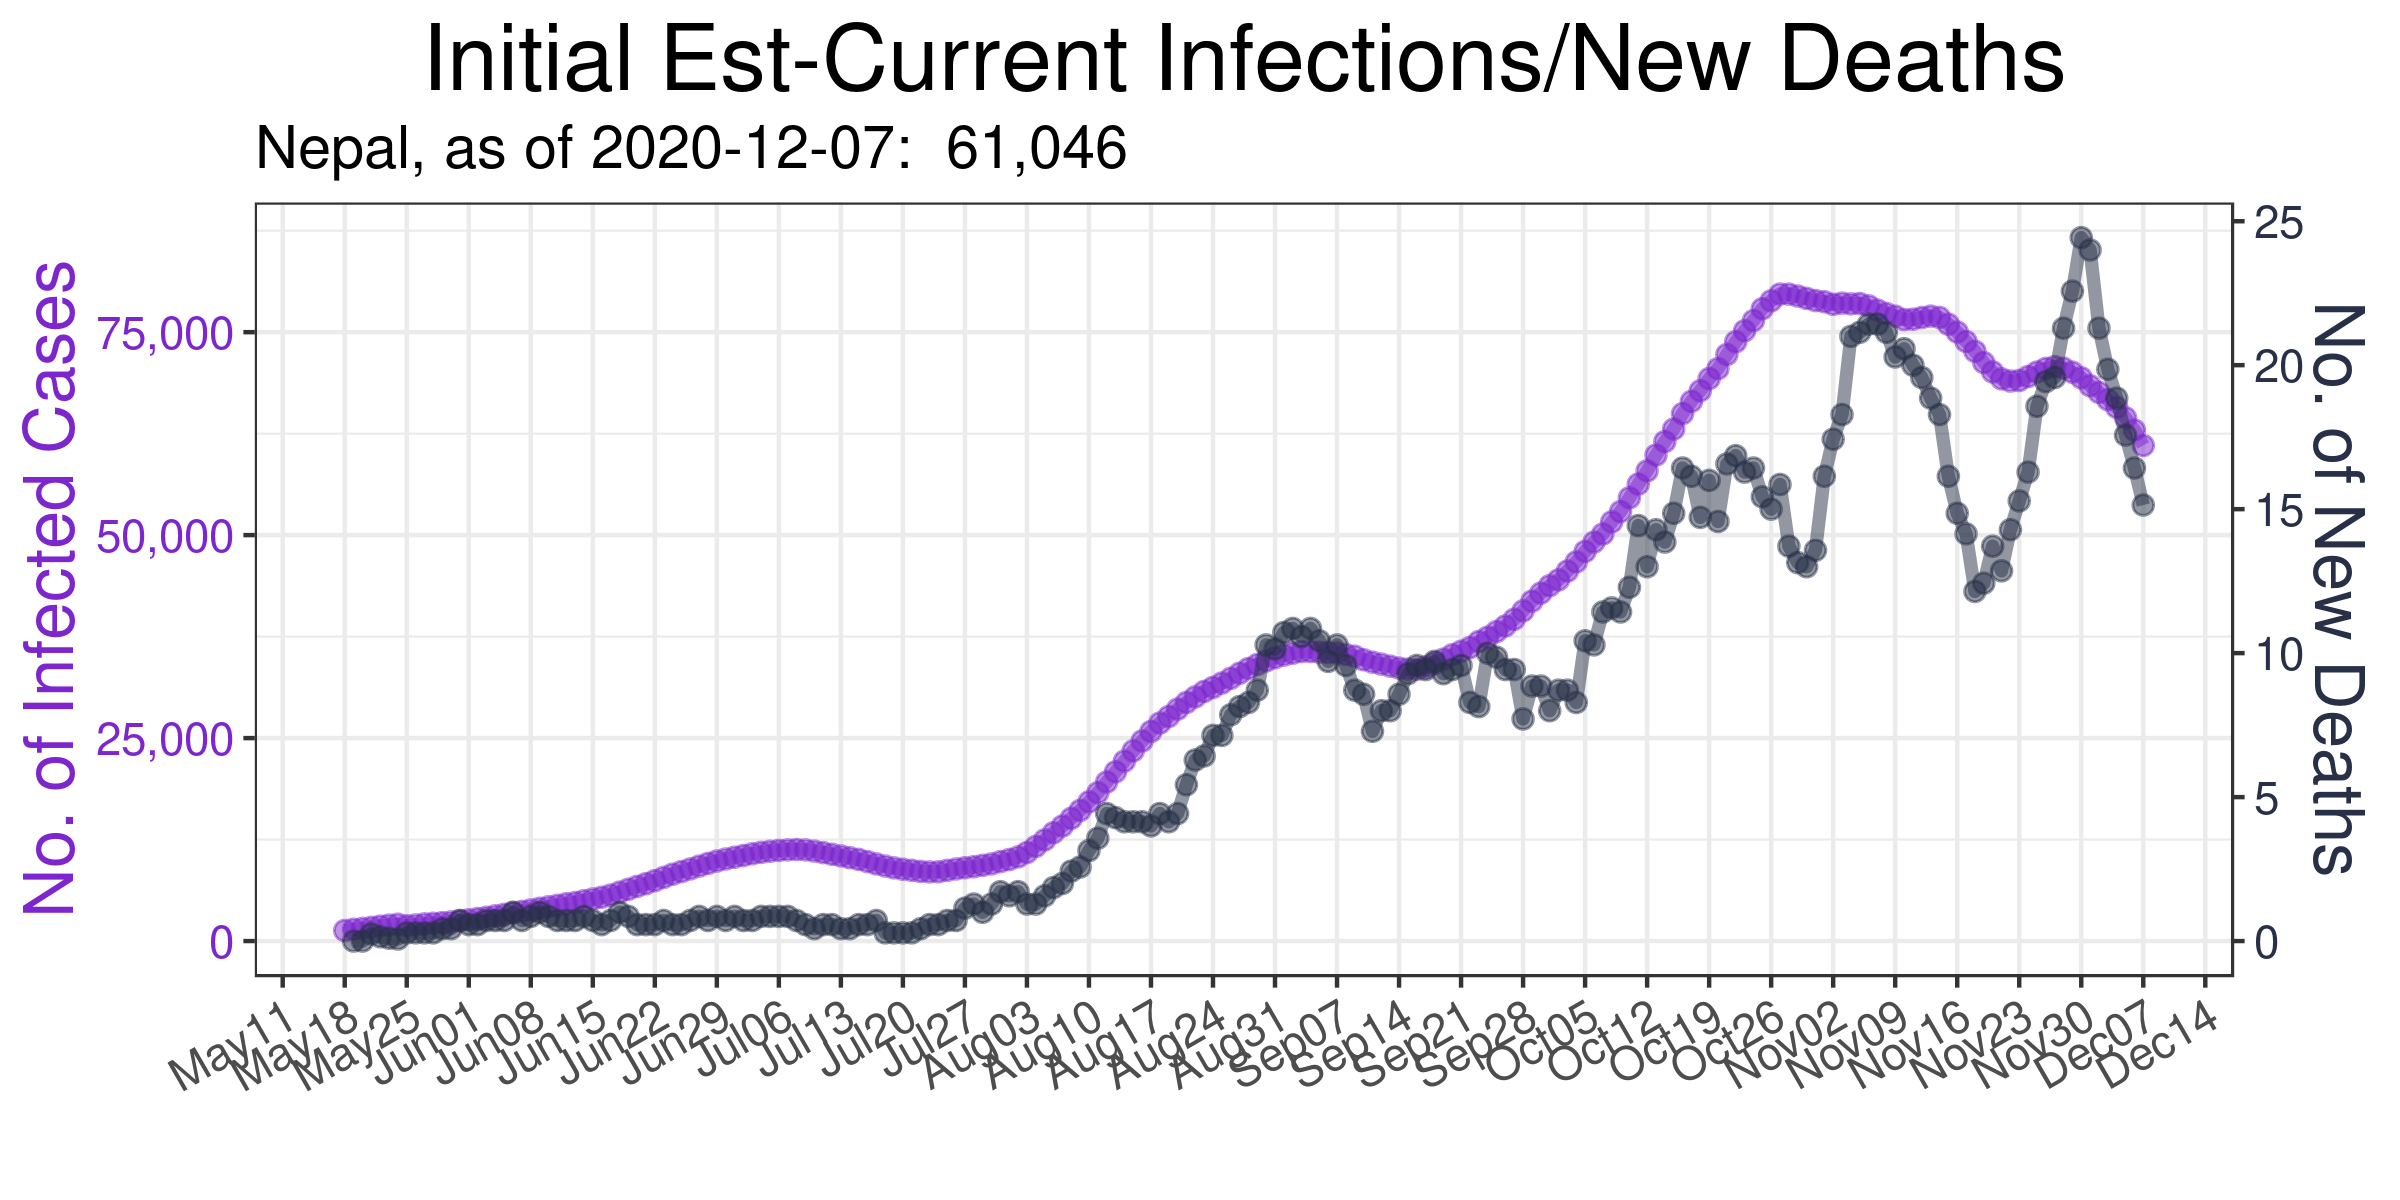 Initial Est-Current Infections/New Deaths
Nepal, as of 2020-12-07:  61,046
No. of Infected Cases
75,000
50,000
25,000
0
25
20
15
10
5
0
No. of New Deaths
May11
May18
May25
Jun01
Jun08
Jun15
Jun22
Jun29
Jul06
Jul13
Jul20
Jul27
Aug03
Aug10
Aug17
Aug24
Aug31
Sep07
Sep14
Sep21
Sep28
Oct05
Oct12
Oct19
Oct26
Nov02
Nov09
Nov16
Nov23
Nov30
Dec07
Dec14